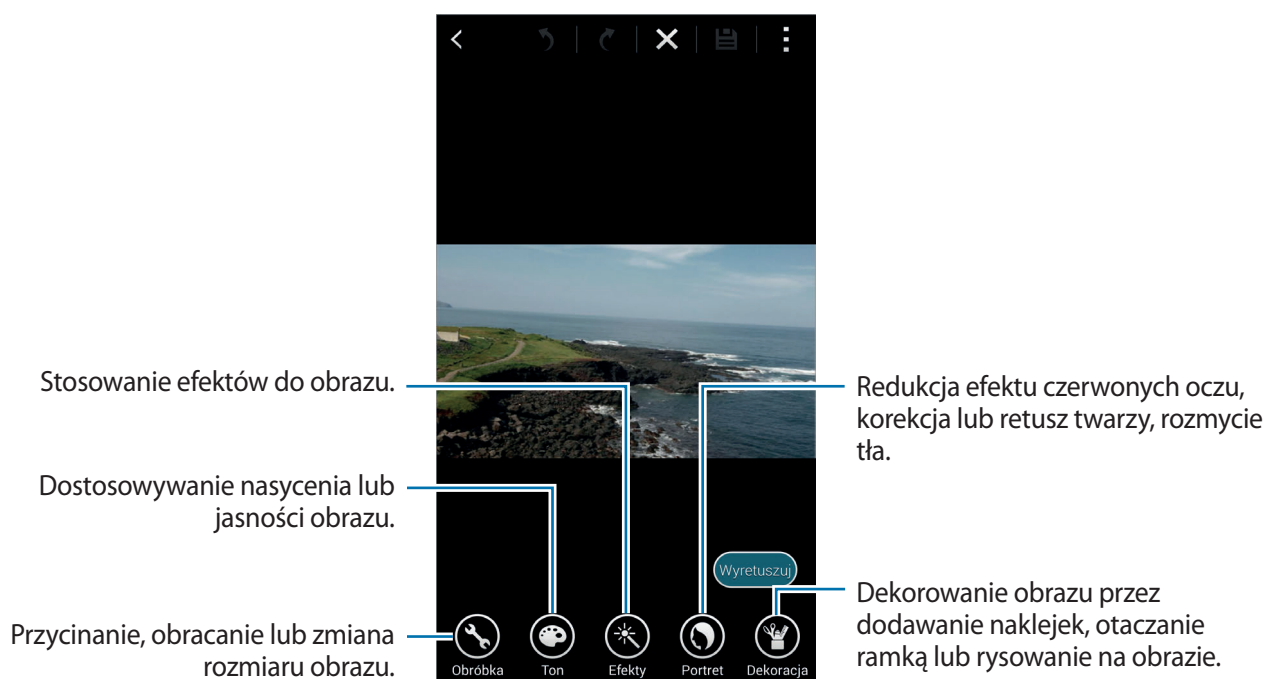 Stosowanie efektów do obrazu.
Dostosowywanie nasycenia lub
jasności obrazu.
Przycinanie, obracanie lub zmiana
rozmiaru obrazu.
Redukcja efektu czerwonych oczu,
korekcja lub retusz twarzy, rozmycie
tła.
Wyretuszuj
Dekorowanie obrazu przez
dodawanie naklejek, otaczanie
ramką lub rysowanie na obrazie.
Obróbka Ton Efekty Portret Dekoracja